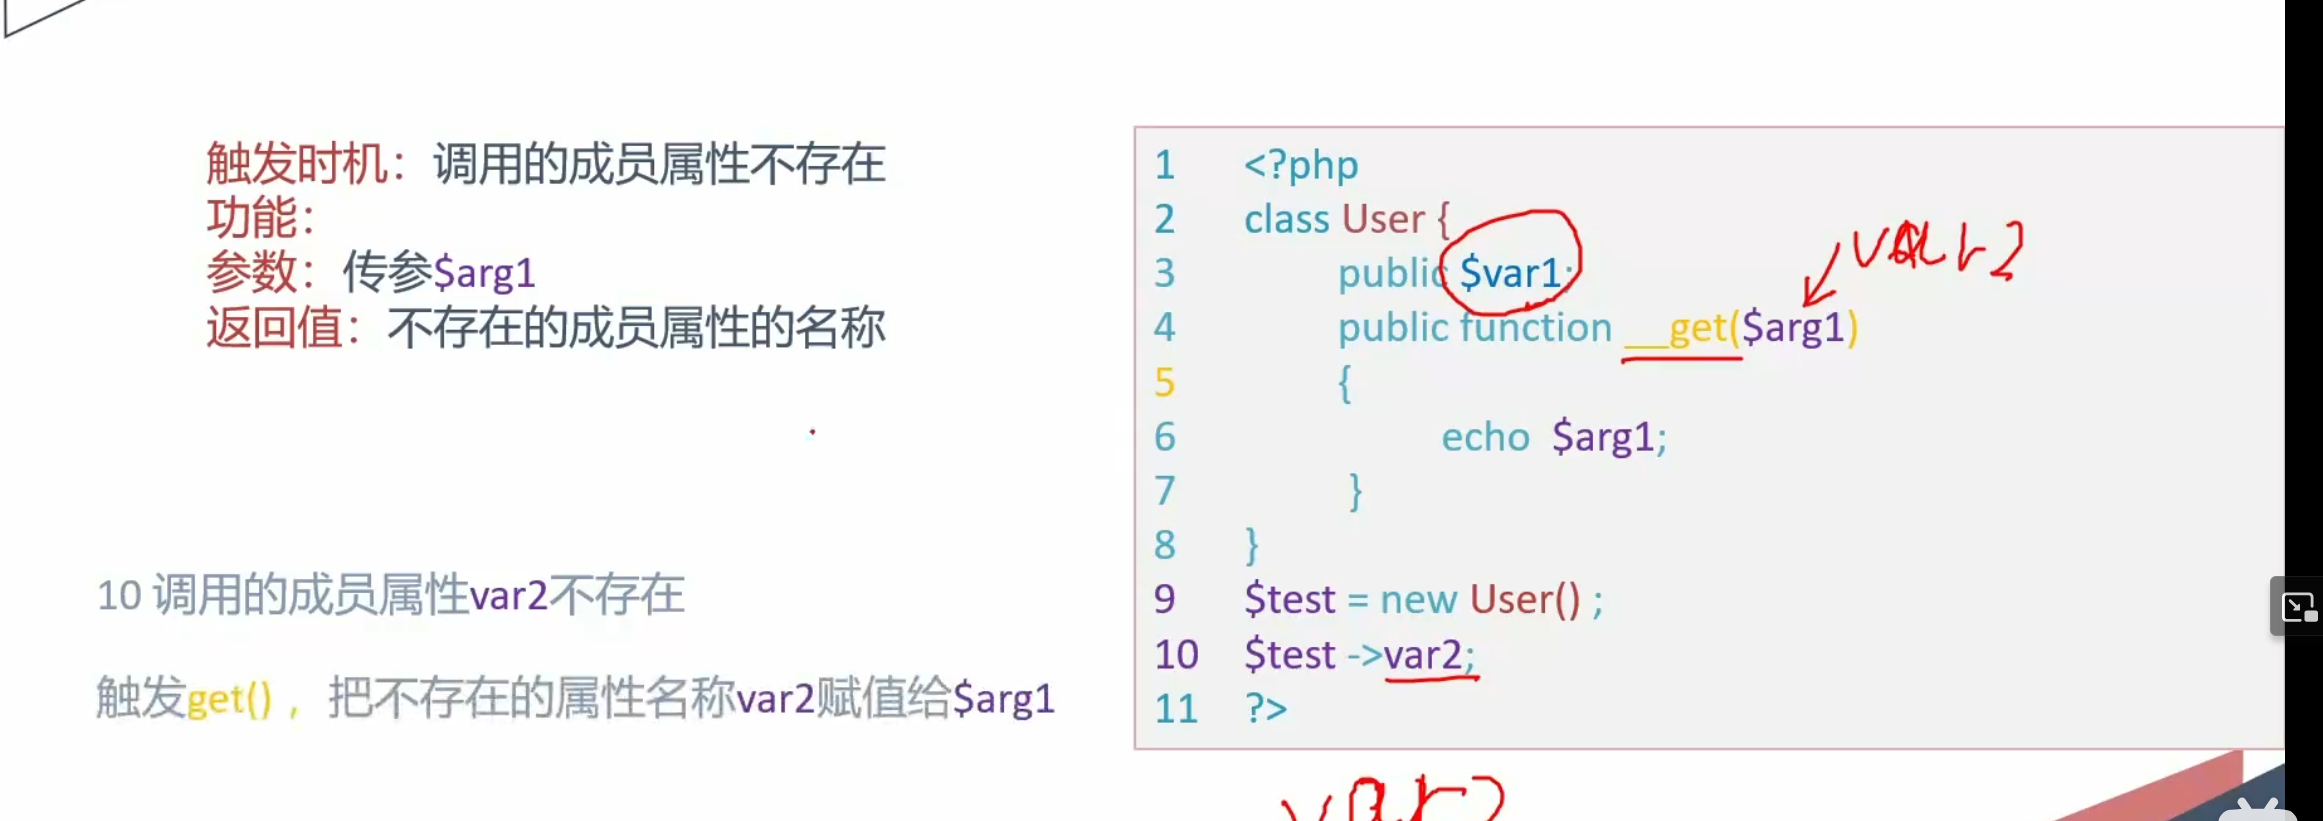 触发时机：调用的成员属性不存在
功能：
参数：传参$arg1
返回值：不存在的成员属性的名称
10 调用的成员属性var2不存在
触发get()，把不存在的属性名称var2赋值给$arg1
1 <?php
2 class User {
3 public $var1;
var2
4 public function __get($arg1)
5 {
6 echo $arg1;
7 }
8 }
9 $test = new User() ;
10 $test ->var2;
11 ?>
var2